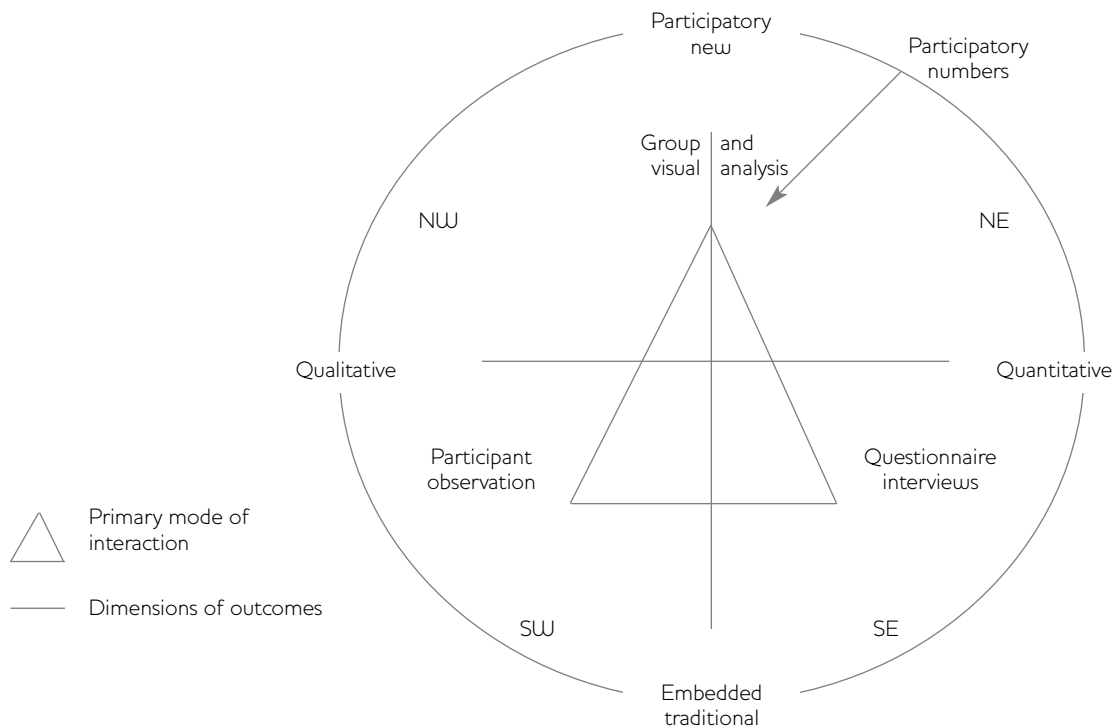 Participatory
new
Participatory
numbers
Group and
visual analysis
NW
NE
Qualitative
Quantitative
Participant
observation
Questionnaire
interviews
Primary mode of
interaction
Dimensions of outcomes
SW
SE
Embedded
traditional